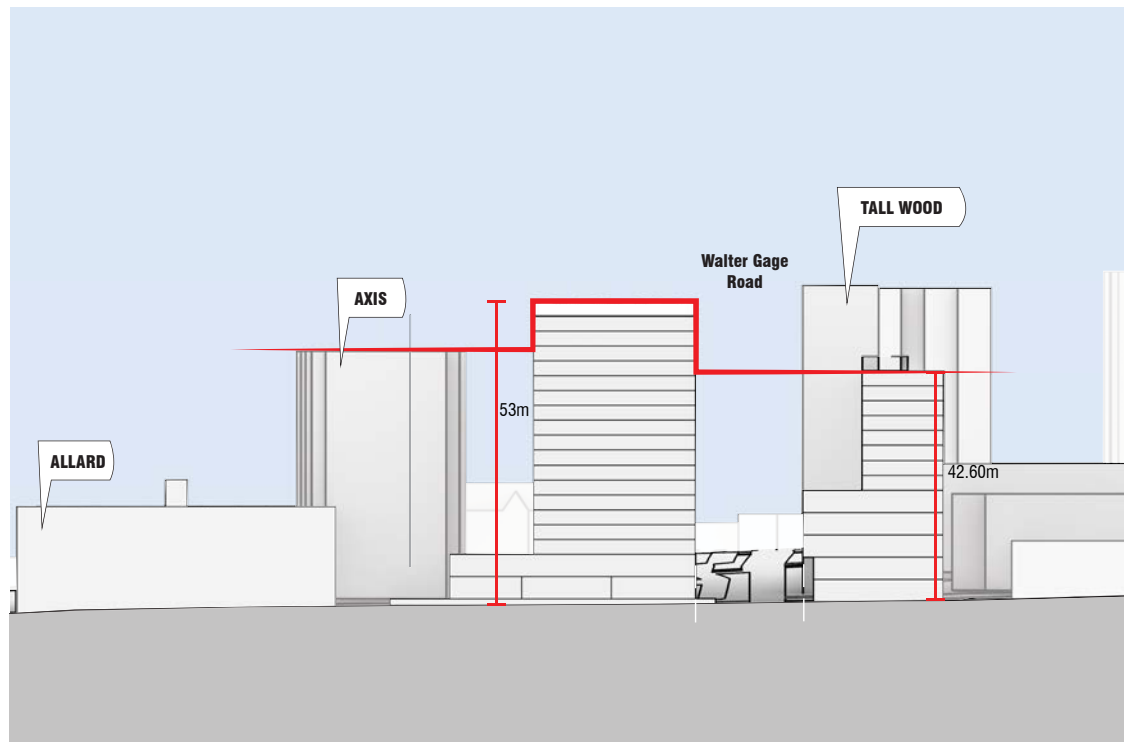 TALL WOOD
Walter Gage
Road
AXIS
53m
ALLARD
42.60m